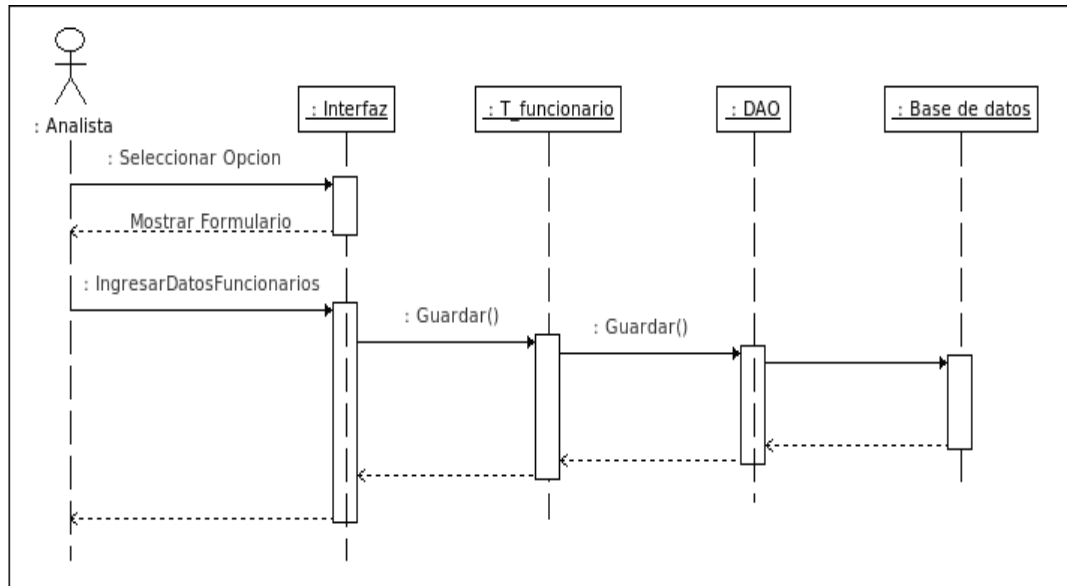 : Analista
: Interfaz
: T_funcionario
: DAO
: Base de datos
: Seleccionar Opcion
Mostrar Formulario
: IngresarDatosFuncionarios
: Guardar()
: Guardar()